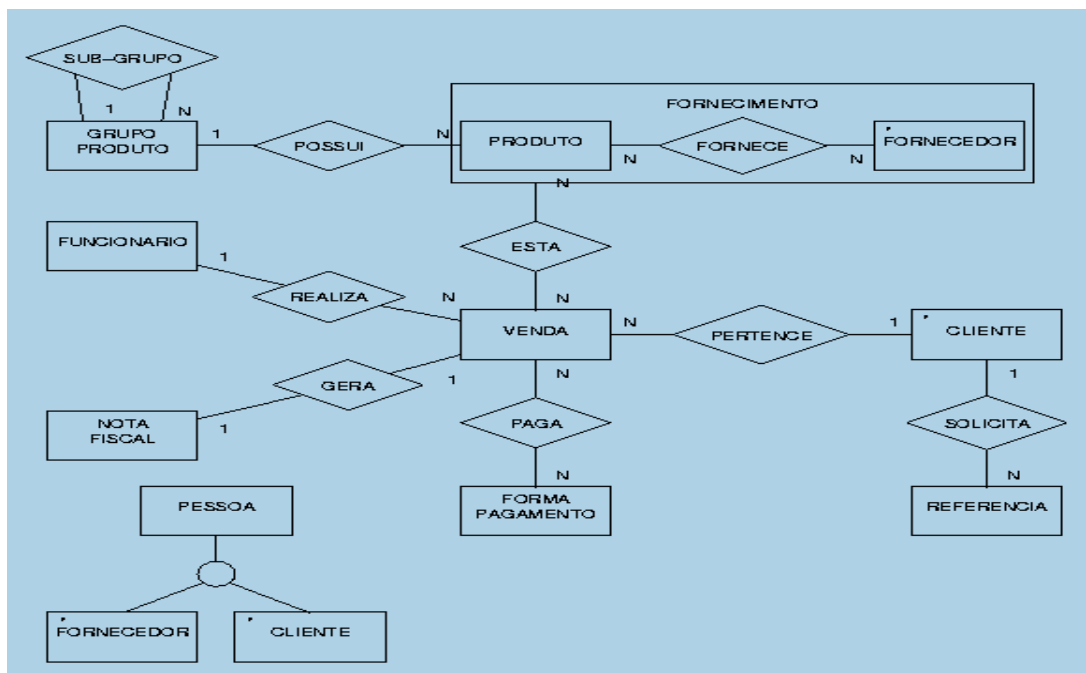 SUB-GRUPO
1
N
GRUPO
PRODUTO
1
POSSUI
N
FORNECIMENTO
PRODUTO
N
FORNECE
N
FORNECEDOR
N
ESTA
N
FUNCIONARIO
1
REALIZA
N
VENDA
N
PERTENCE
1
CLIENTE
1
GERA
1
NOTA
FISCAL
N
PAGA
N
FORMA
PAGAMENTO
1
SOLICITA
N
REFERENCIA
PESSOA
FORNECEDOR
CLIENTE